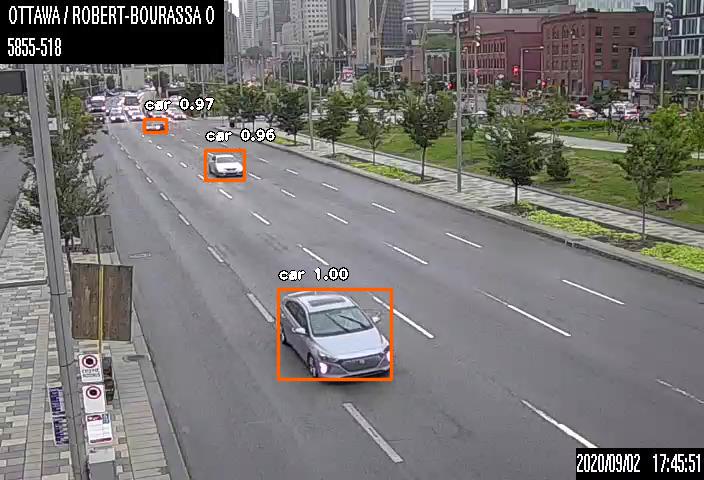 OTTAWA / ROBERT-BOURASSA O
5855-518
car 0.97
car 0.96
car 1.00
2020/09/02 17:45:51